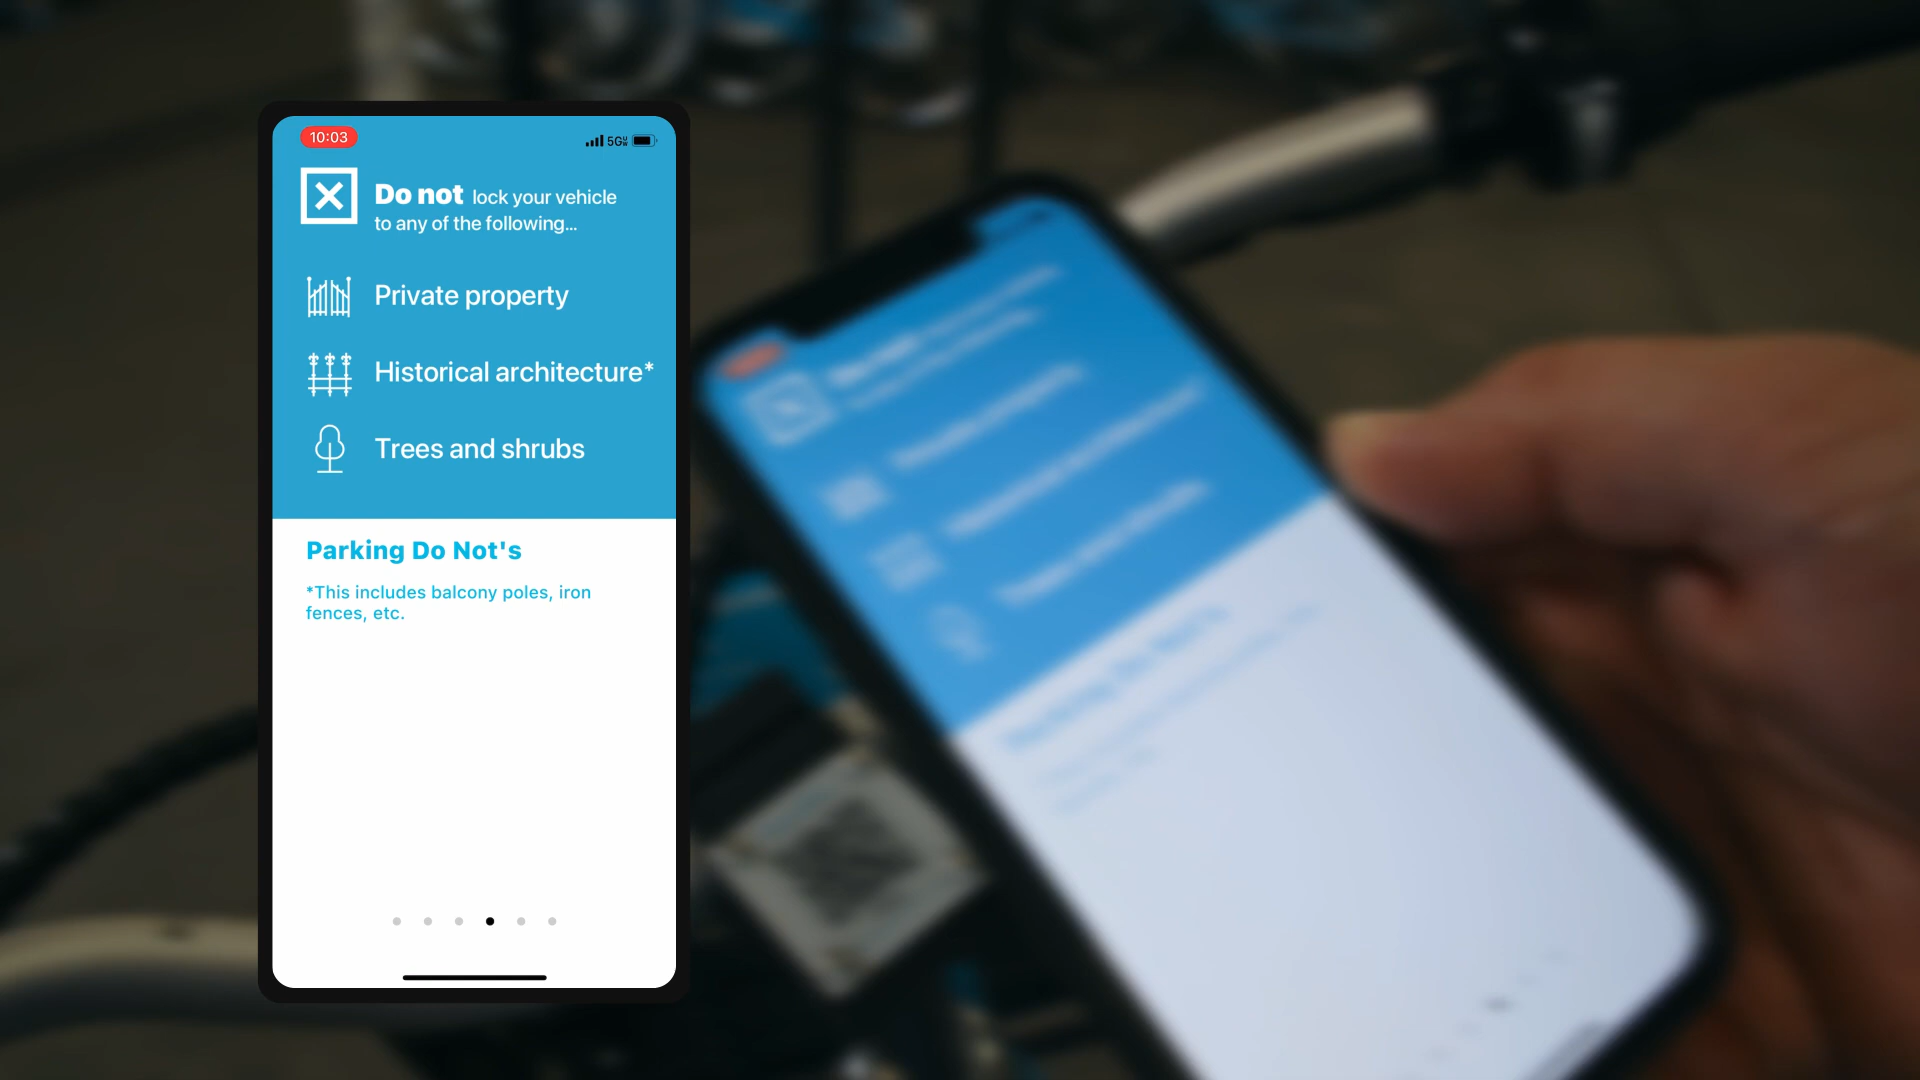 10:03
5G
Do not lock your vehicle
to any of the following...
Private property
Historical architecture*
Trees and shrubs
Parking Do Not's
*This includes balcony poles, iron
fences, etc.